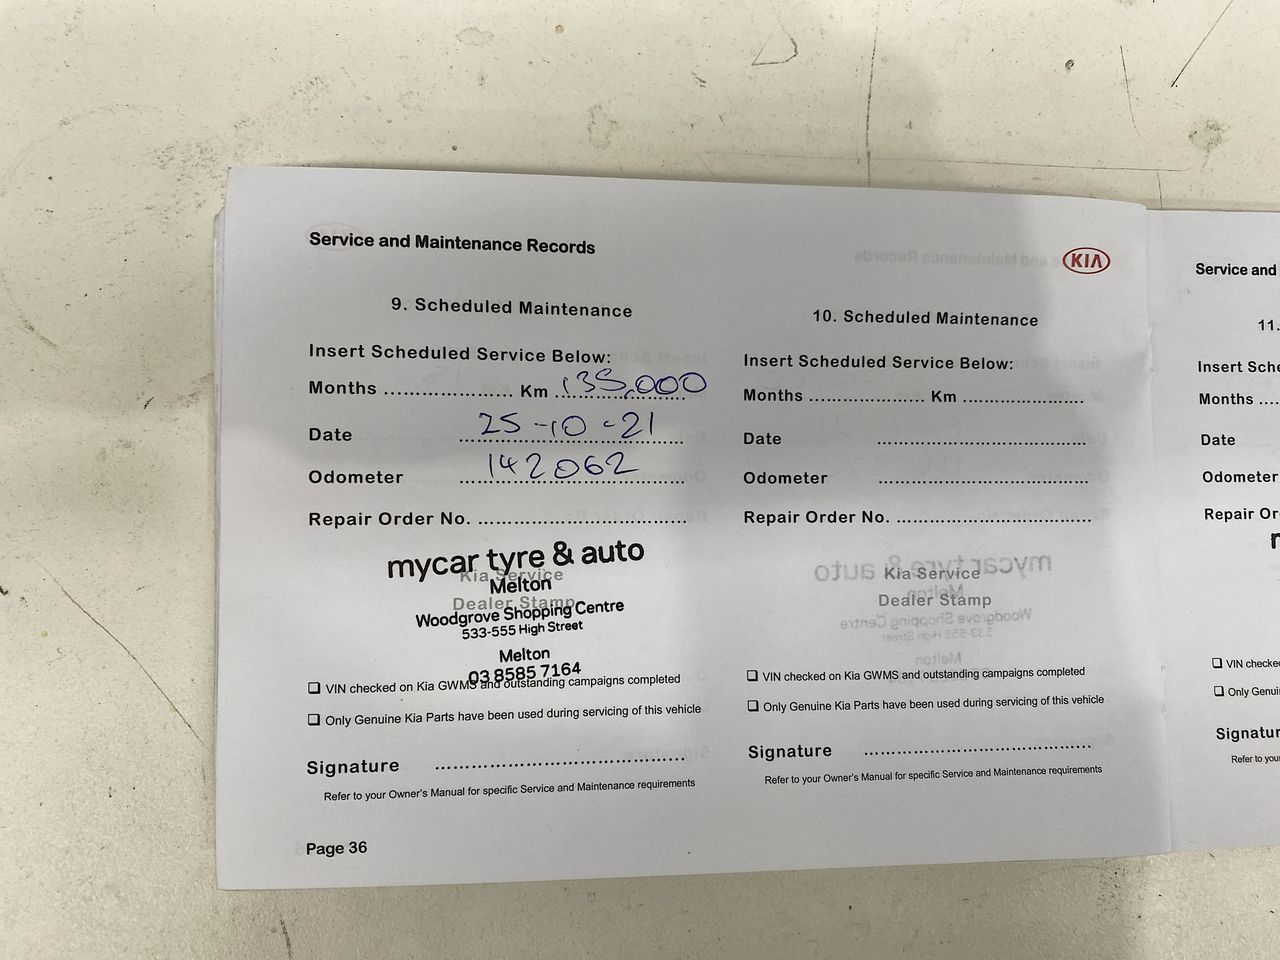 Service and Maintenance Records
KIA
9. Scheduled Maintenance
Insert Scheduled Service Below:
Months .................... Km 135,000
Date 25-10-21
Odometer 142062
Repair Order No. ....................................
mycar tyre & auto
Kia Service
Melton
Dealer Stamp
Woodgrove Shopping Centre
533-555 High Street
Melton
03 8585 7164
❑ VIN checked on Kia GWMS and outstanding campaigns completed
❑ Only Genuine Kia Parts have been used during servicing of this vehicle
Signature ...........................................
Refer to your Owner's Manual for specific Service and Maintenance requirements
Page 36
10. Scheduled Maintenance
Insert Scheduled Service Below:
Months .................... Km .....................
Date ....................................
Odometer ....................................
Repair Order No. ..................................
Kia Service
Dealer Stamp
❑ VIN checked on Kia GWMS and outstanding campaigns completed
❑ Only Genuine Kia Parts have been used during servicing of this vehicle
Signature .......................................
Refer to your Owner's Manual for specific Service and Maintenance requirements
Service and
11.
Insert Sche
Months ....
Date
Odometer
Repair Or
❑ VIN checke
❑ Only Genui
Signatur
Refer to you